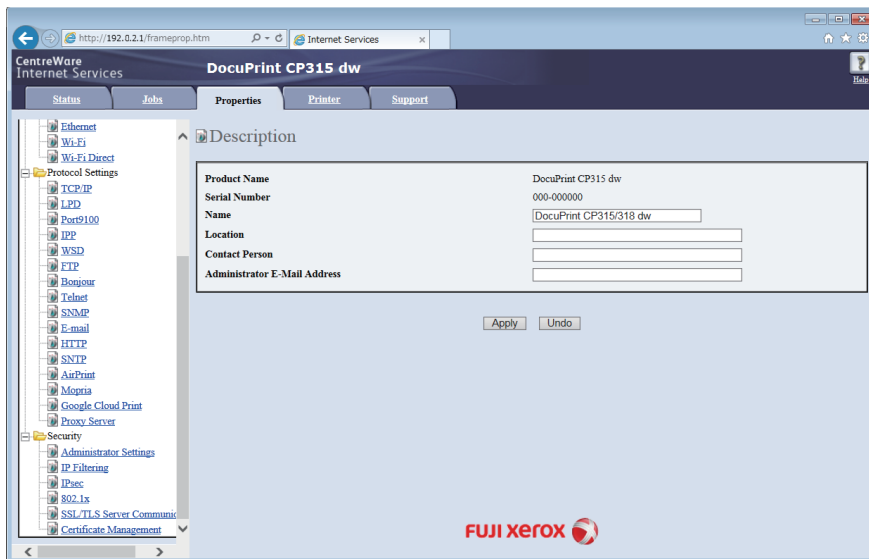 http://192.0.2.1/frameprop.htm
Internet Services
CentreWare
Internet Services
DocuPrint CP315 dw
Help
Status
Jobs
Properties
Printer
Support
Ethernet
Wi-Fi
Wi-Fi Direct
Protocol Settings
TCP/IP
LPD
Port9100
IPP
WSD
FTP
Bonjour
Telnet
SNMP
E-mail
HTTP
SNTP
AirPrint
Mopria
Google Cloud Print
Proxy Server
Security
Administrator Settings
IP Filtering
IPsec
802.1x
SSL/TLS Server Communic
Certificate Management
Description
Product Name DocuPrint CP315 dw
Serial Number 000-000000
Name DocuPrint CP315/318 dw
Location
Contact Person
Administrator E-Mail Address
Apply Undo
FUJI XEROX